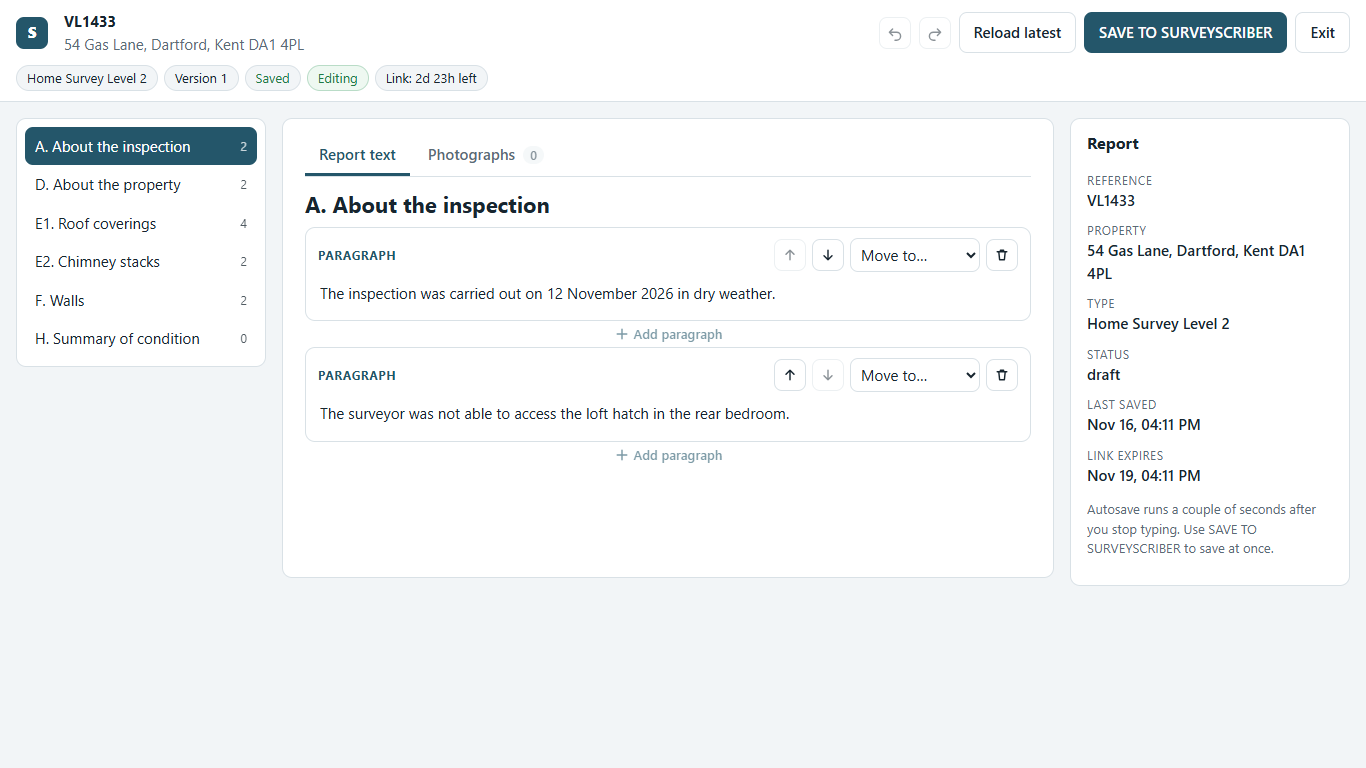 S
VL1433
54 Gas Lane, Dartford, Kent DA1 4PL
Reload latest
SAVE TO SURVEYSCRIBER
Exit
Home Survey Level 2
Version 1
Saved
Editing
Link: 2d 23h left
A. About the inspection 2
D. About the property 2
E1. Roof coverings 4
E2. Chimney stacks 2
F. Walls 2
H. Summary of condition 0
Report text
Photographs 0
A. About the inspection
PARAGRAPH
Move to...
The inspection was carried out on 12 November 2026 in dry weather.
+ Add paragraph
PARAGRAPH
Move to...
The surveyor was not able to access the loft hatch in the rear bedroom.
+ Add paragraph
Report
REFERENCE
VL1433
PROPERTY
54 Gas Lane, Dartford, Kent DA1
4PL
TYPE
Home Survey Level 2
STATUS
draft
LAST SAVED
Nov 16, 04:11 PM
LINK EXPIRES
Nov 19, 04:11 PM
Autosave runs a couple of seconds after
you stop typing. Use SAVE TO
SURVEYSCRIBER to save at once.